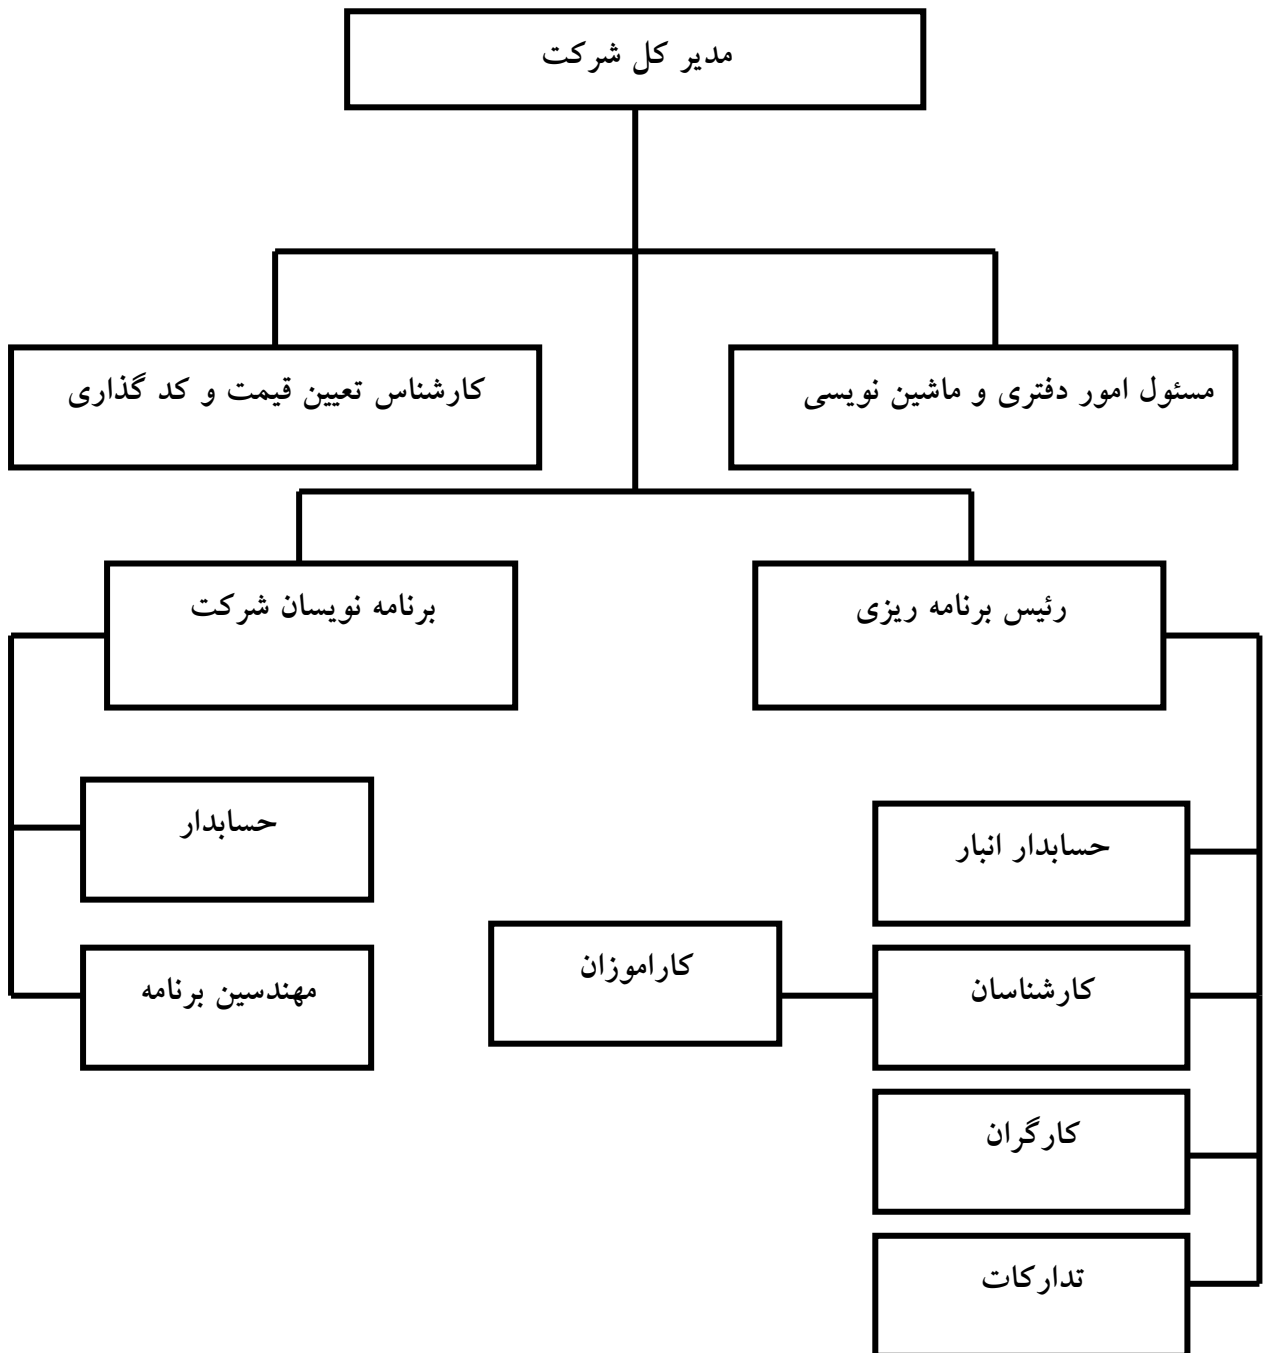 مدیر کل شرکت
مسئول امور دفتری و ماشین نویسی
کارشناس تعیین قیمت و کد گذاری
رئیس برنامه ریزی
برنامه نویسان شرکت
حسابدار
حسابدار انبار
کاراموزان
کارشناسان
مهندسین برنامه
کارگران
تدارکات